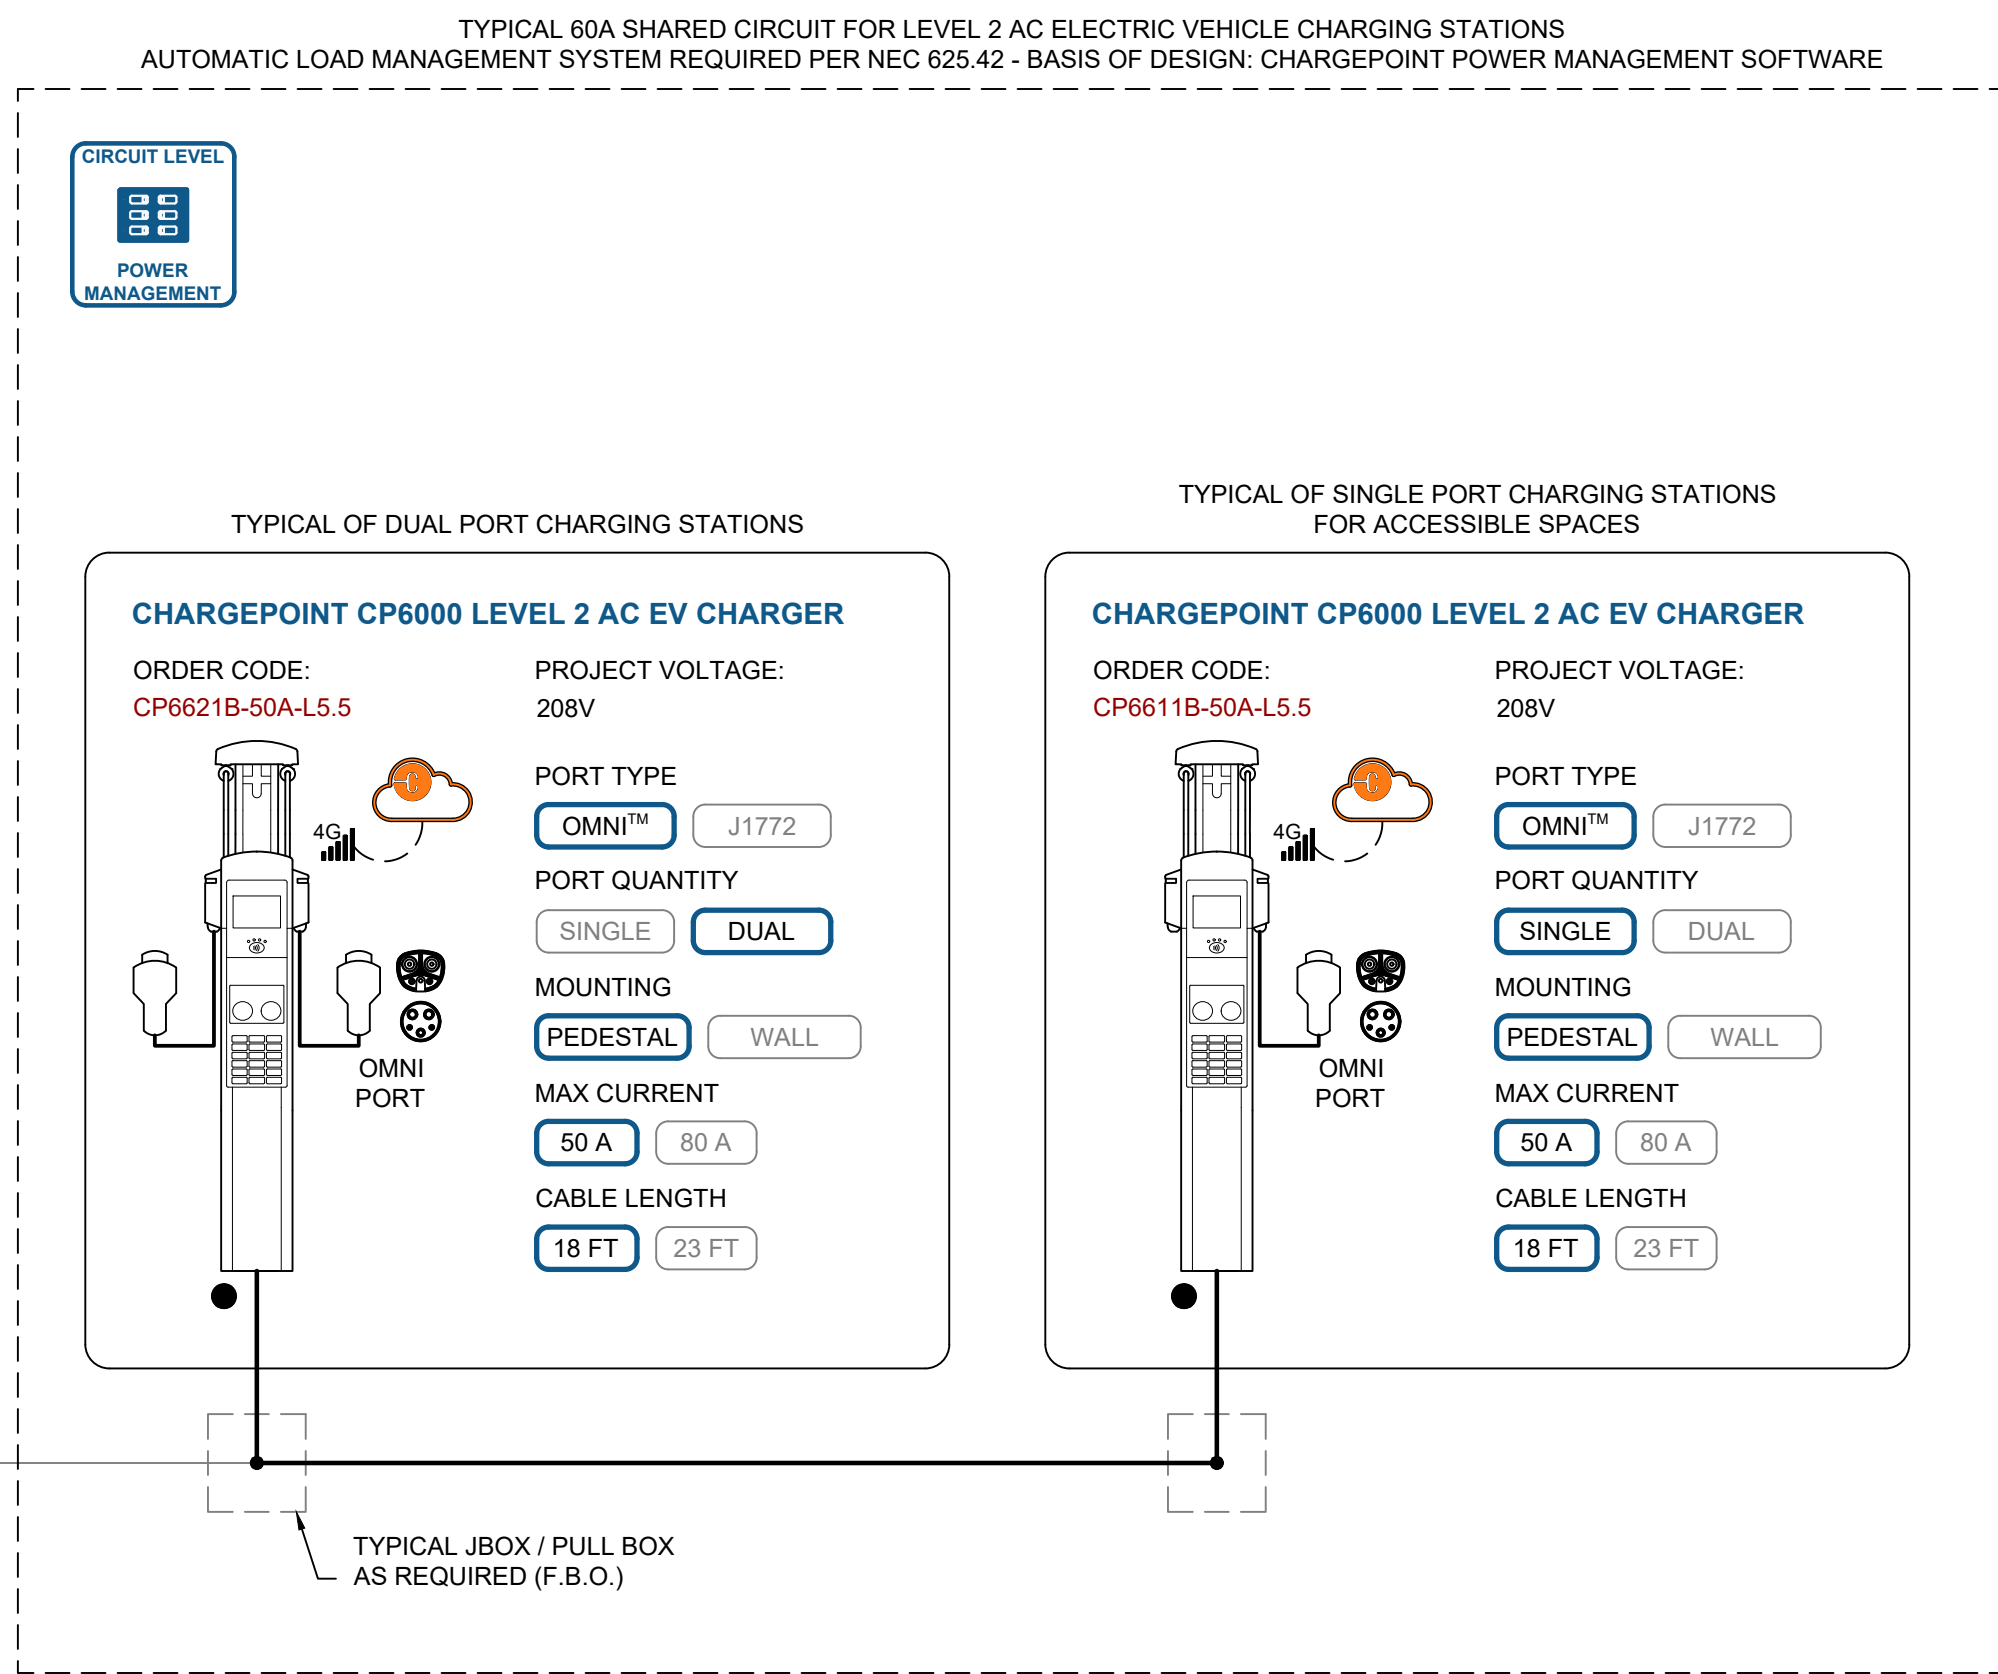 TYPICAL 60A SHARED CIRCUIT FOR LEVEL 2 AC ELECTRIC VEHICLE CHARGING STATIONS
AUTOMATIC LOAD MANAGEMENT SYSTEM REQUIRED PER NEC 625.42 - BASIS OF DESIGN: CHARGEPOINT POWER MANAGEMENT SOFTWARE
CIRCUIT LEVEL
POWER
MANAGEMENT
TYPICAL OF DUAL PORT CHARGING STATIONS
CHARGEPOINT CP6000 LEVEL 2 AC EV CHARGER
ORDER CODE:
CP6621B-50A-L5.5
PROJECT VOLTAGE:
208V
4G
C
OMNI
PORT
PORT TYPE
OMNI™
J1772
PORT QUANTITY
SINGLE
DUAL
MOUNTING
PEDESTAL
WALL
MAX CURRENT
50 A
80 A
CABLE LENGTH
18 FT
23 FT
TYPICAL OF SINGLE PORT CHARGING STATIONS
FOR ACCESSIBLE SPACES
CHARGEPOINT CP6000 LEVEL 2 AC EV CHARGER
ORDER CODE:
CP6611B-50A-L5.5
PROJECT VOLTAGE:
208V
4G
C
OMNI
PORT
PORT TYPE
OMNI™
J1772
PORT QUANTITY
SINGLE
DUAL
MOUNTING
PEDESTAL
WALL
MAX CURRENT
50 A
80 A
CABLE LENGTH
18 FT
23 FT
TYPICAL JBOX / PULL BOX
AS REQUIRED (F.B.O.)